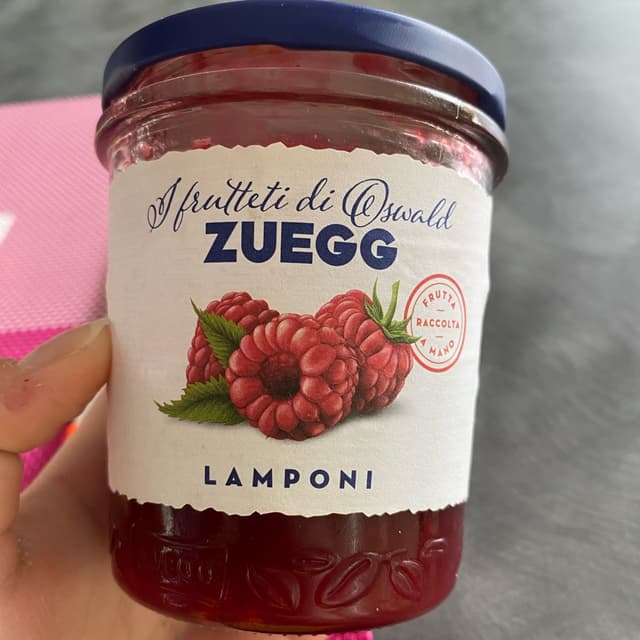 I frutteti di Oswald
ZUEGG
FRUTTA
RACCOLTA
A MANO
LAMPONI